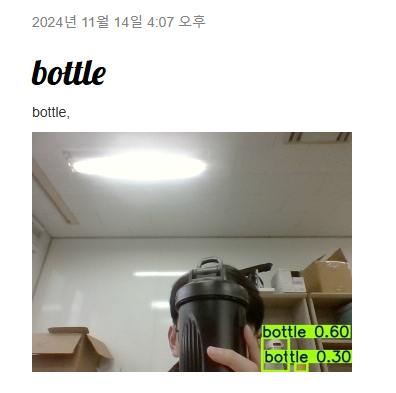 2024년 11월 14일 4:07 오후
bottle
bottle,
bottle 0.60
bottle 0.30